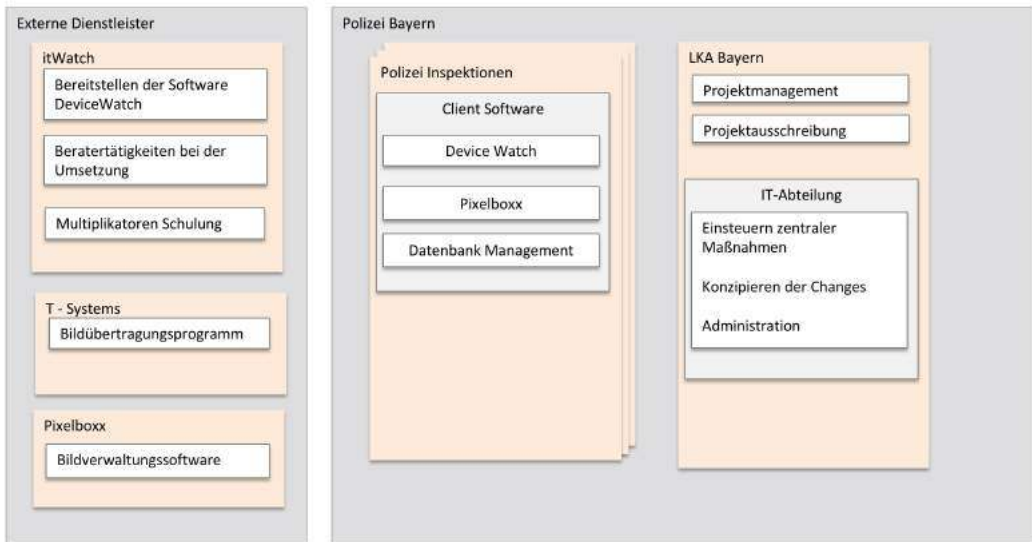 Externe Dienstleister
itWatch
Bereitstellen der Software
DeviceWatch
Beratertätigkeiten bei der
Umsetzung
Multiplikatoren Schulung
T - Systems
Bildübertragungsprogramm
Pixelboxx
Bildverwaltungssoftware
Polizei Bayern
Polizei Inspektionen
Client Software
Device Watch
Pixelboxx
Datenbank Management
LKA Bayern
Projektmanagement
Projektausschreibung
IT-Abteilung
Einsteuern zentraler
Maßnahmen
Konzipieren der Changes
Administration